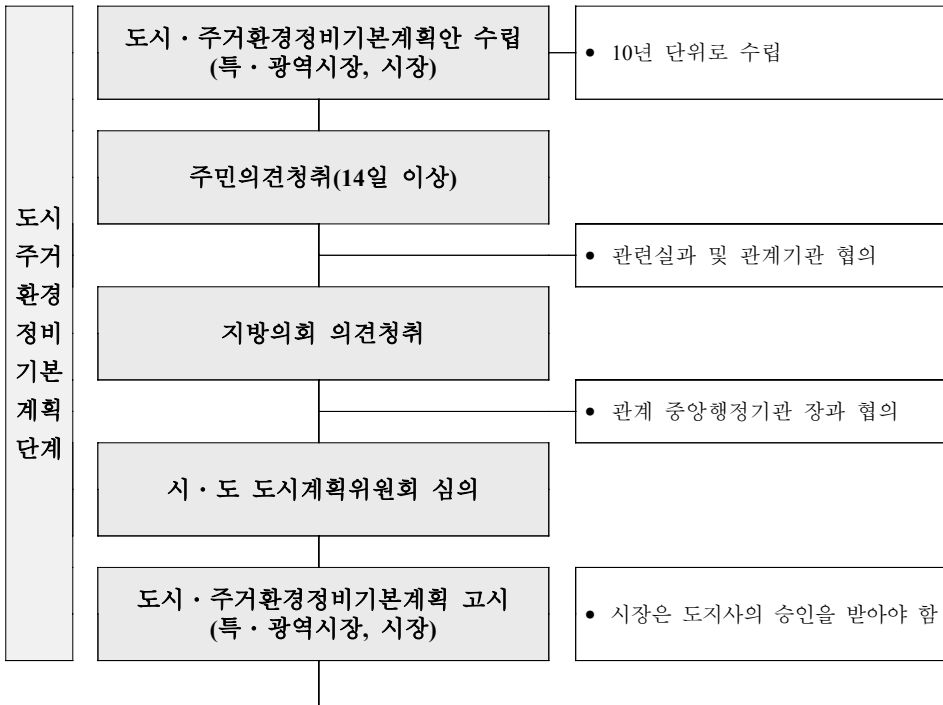 도시
주거
환경
정비
기본
계획
단계
도시 · 주거환경정비기본계획안 수립
(특 · 광역시장, 시장)
• 10년 단위로 수립
주민의견청취(14일 이상)
• 관련실과 및 관계기관 협의
지방의회 의견청취
• 관계 중앙행정기관 장과 협의
시 · 도 도시계획위원회 심의
도시 · 주거환경정비기본계획 고시
(특 · 광역시장, 시장)
• 시장은 도지사의 승인을 받아야 함